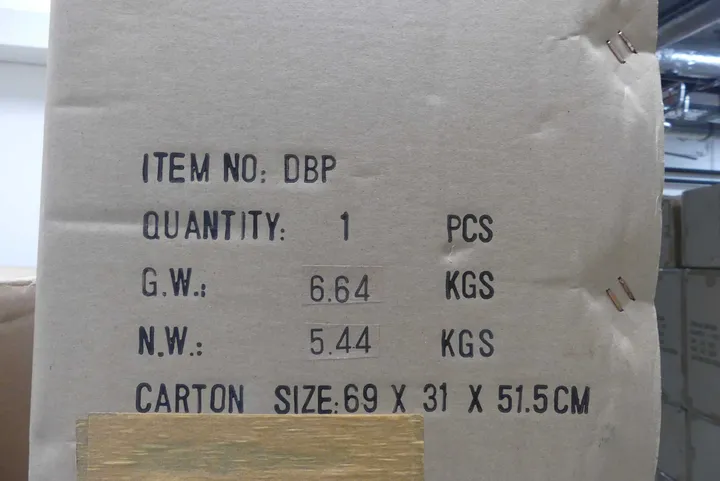 ITEM NO: DBP
QUANTITY: 1 PCS
G.W.: 6.64 KGS
N.W.: 5.44 KGS
CARTON SIZE:69 X 31 X 51.5CM